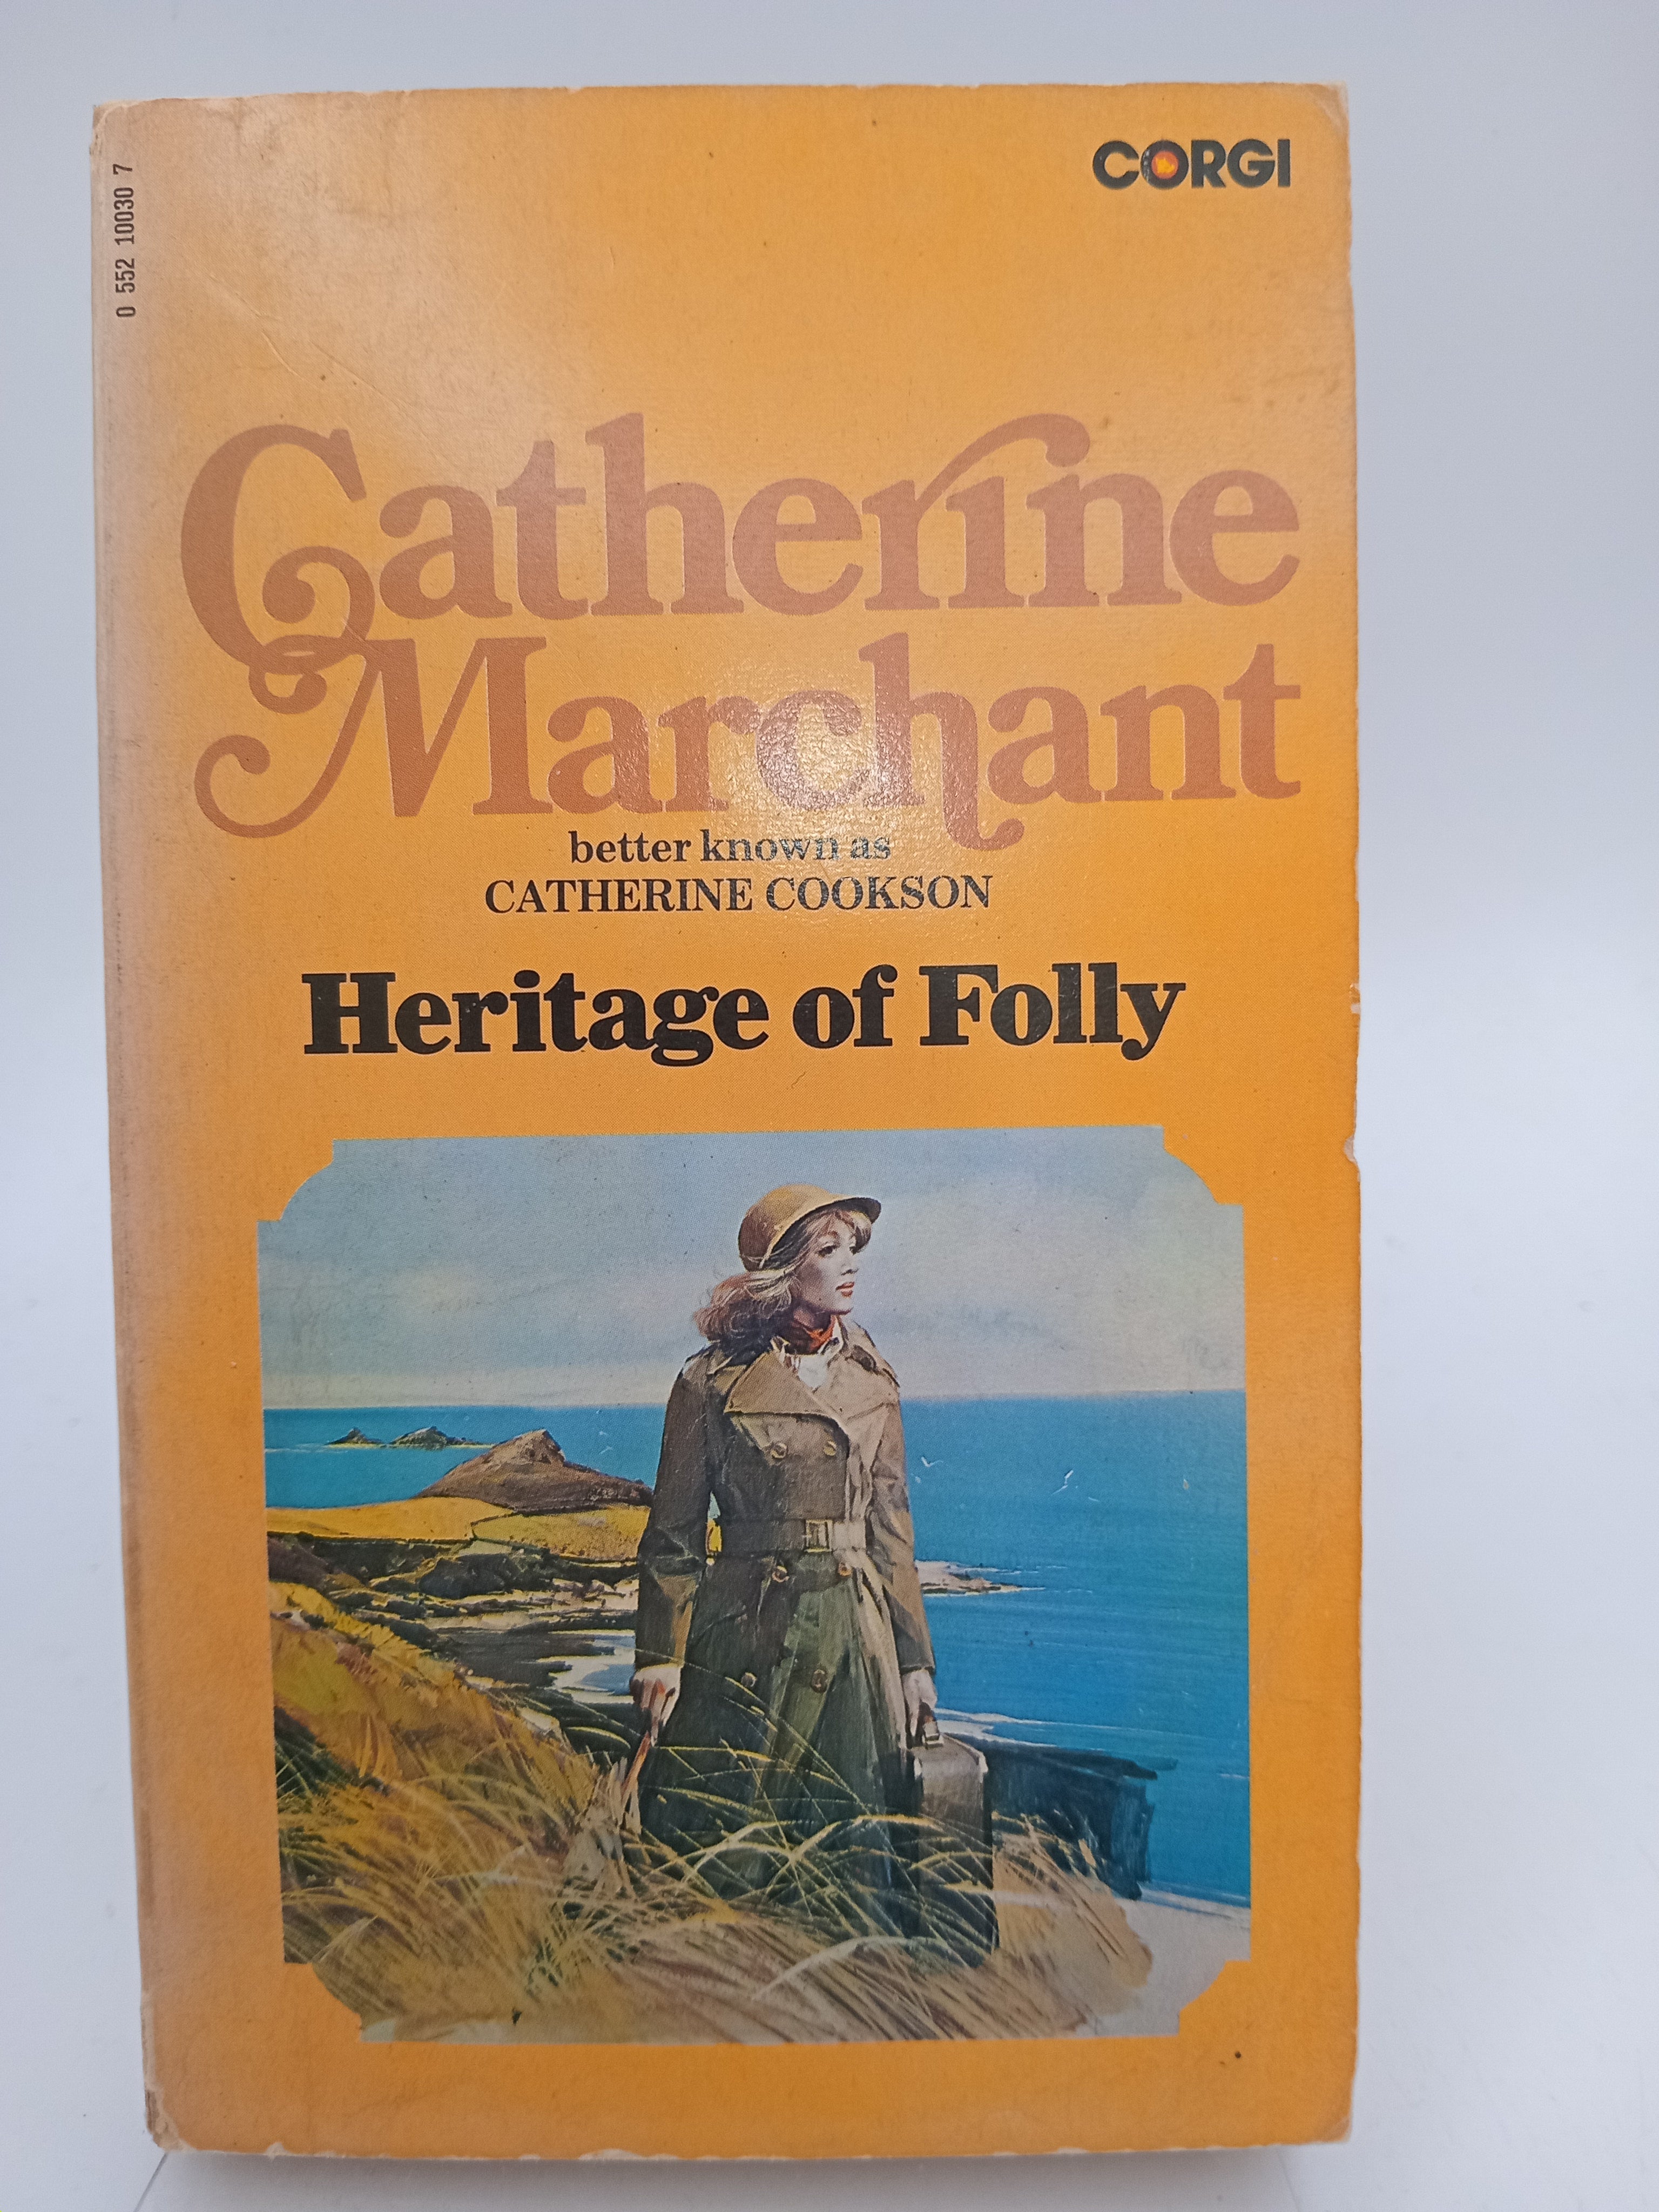 0 552 10030 7
CORGI
Catherine
Marchant
better known as
CATHERINE COOKSON
Heritage of Folly